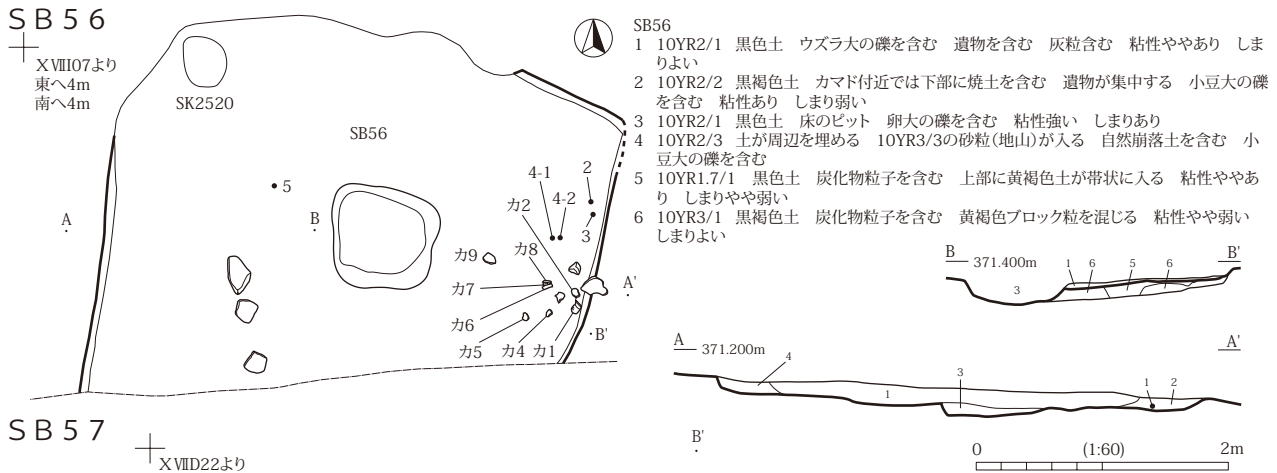 SB56
XⅧI07より
東へ4m
南へ4m
SK2520
SB56
5
A
B
4-1
4-2
2
3
カ2
カ9
カ8
カ7
カ6
カ5
カ4
カ1
A'
B'
SB56
1 10YR2/1 黒色土 ウズラ大の礫を含む 遺物を含む 灰粒含む 粘性ややあり しま
りよい
2 10YR2/2 黒褐色土 カマド付近では下部に焼土を含む 遺物が集中する 小豆大の礫
を含む 粘性あり しまり弱い
3 10YR2/1 黒色土 床のピット 卵大の礫を含む 粘性強い しまりあり
4 10YR2/3 土が周辺を埋める 10YR3/3の砂粒(地山)が入る 自然崩落土を含む 小
豆大の礫を含む
5 10YR1.7/1 黒色土 炭化物粒子を含む 上部に黄褐色土が帯状に入る 粘性ややあ
り しまりやや弱い
6 10YR3/1 黒褐色土 炭化物粒子を含む 黄褐色ブロック粒を混じる 粘性やや弱い
しまりよい
B 371.400m B'
1 6 5 6
3
A 371.200m A'
4
3
1
1 2
SB57
XⅦD22より
B'
0 (1:60) 2m